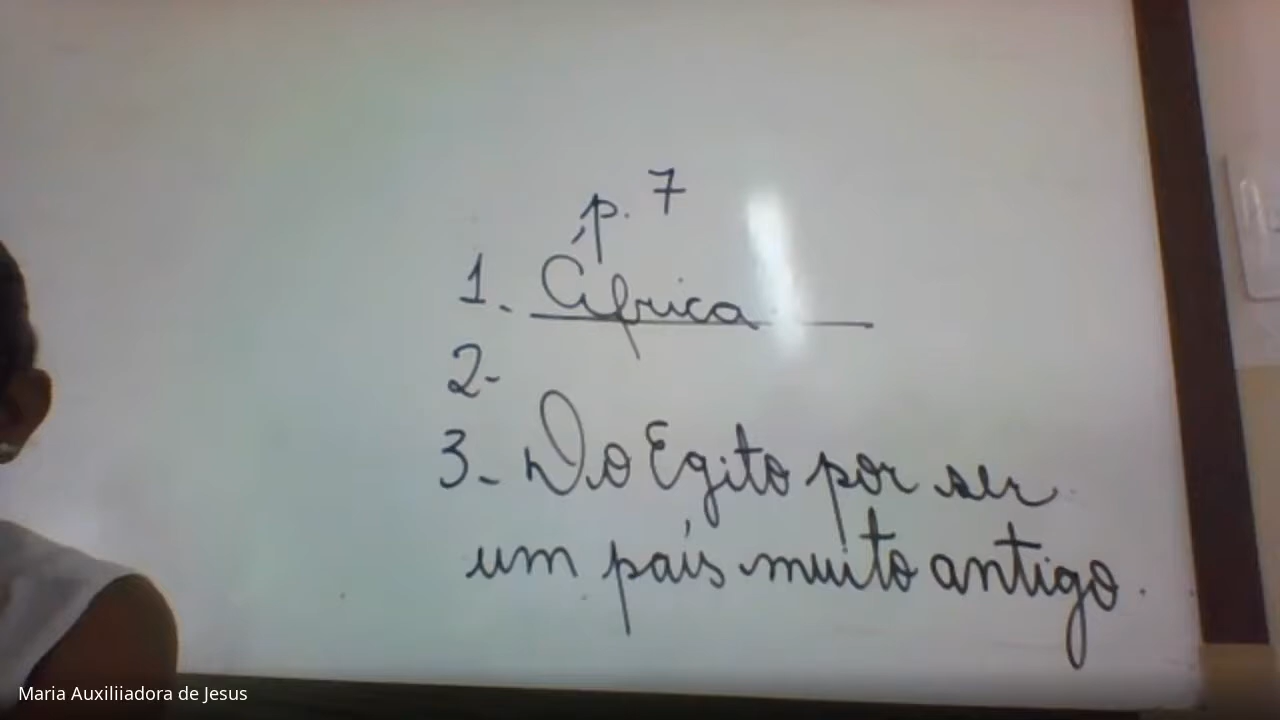 p. 7
1. África
2-
3- Do Egito por ser
um país muito antigo.
Maria Auxiliiadora de Jesus